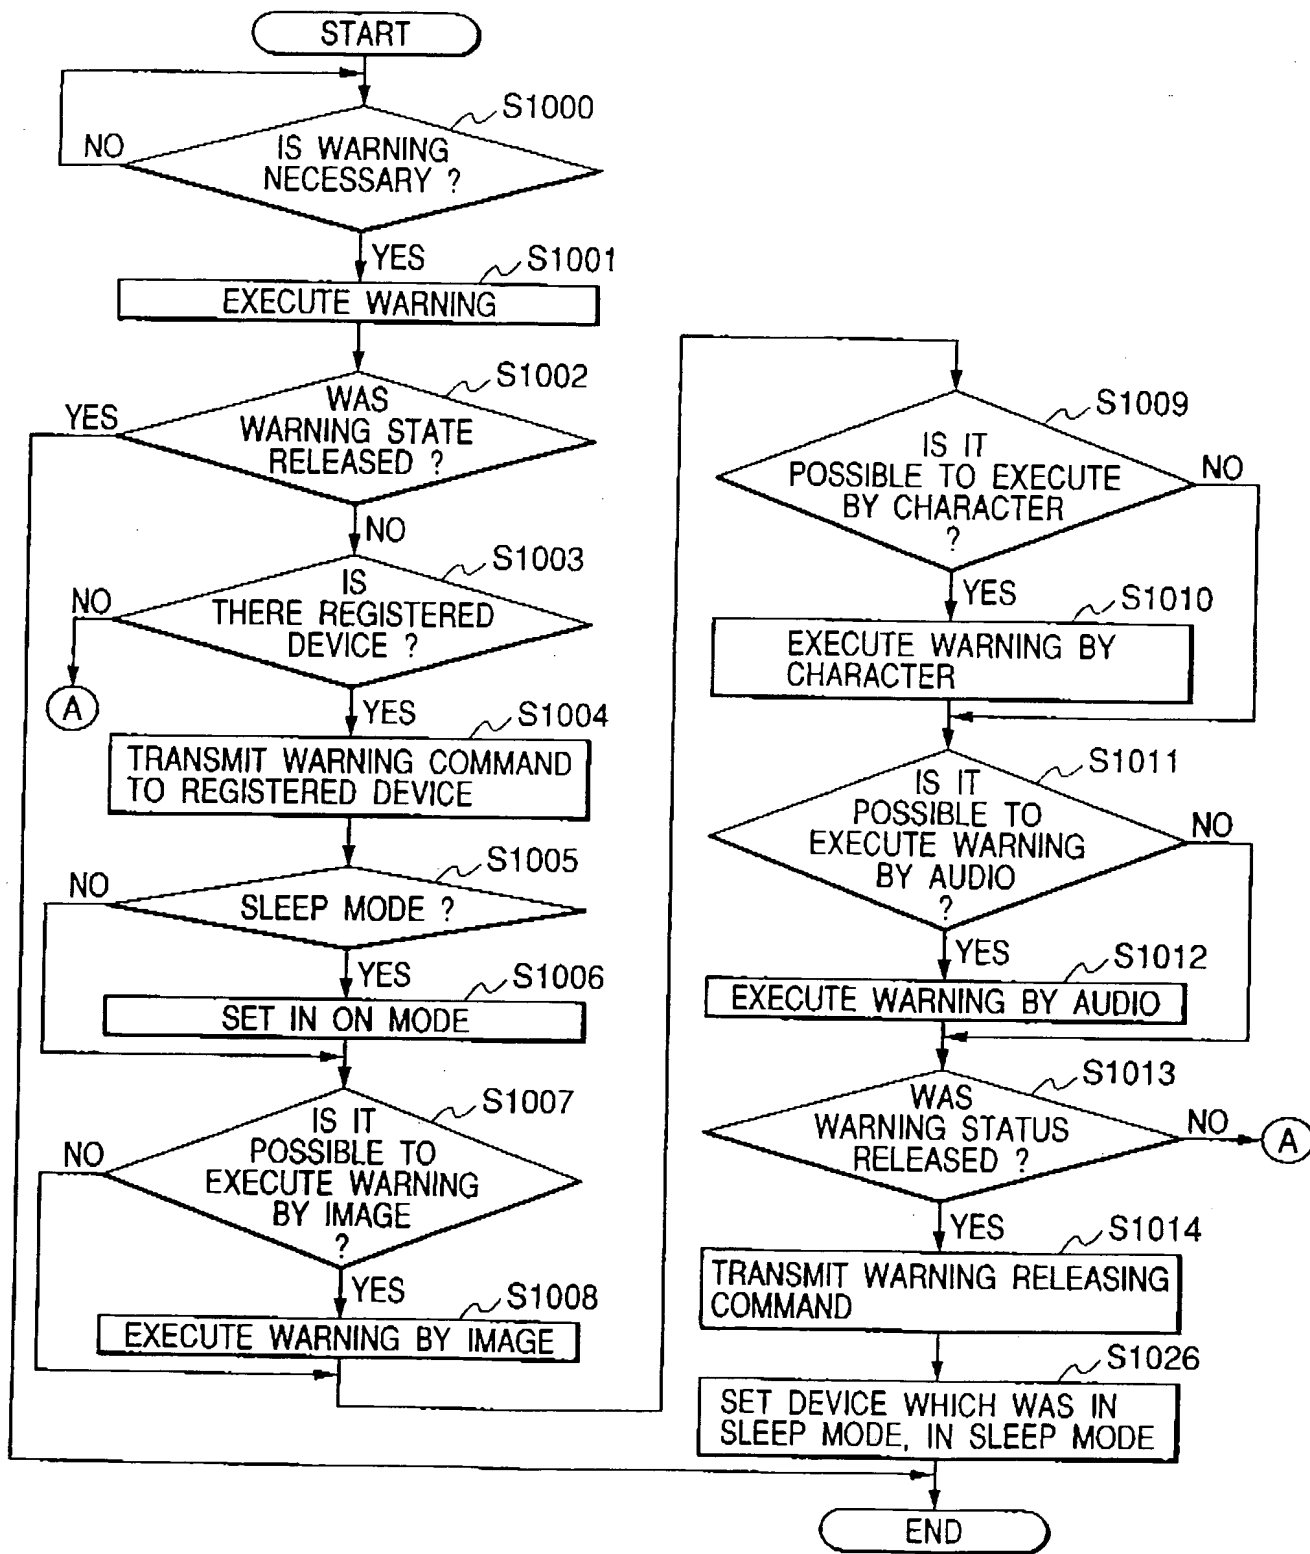 START
S1000
NO
IS WARNING
NECESSARY ?
YES
S1001
EXECUTE WARNING
S1002
YES
WAS
WARNING STATE
RELEASED ?
NO
S1003
NO
IS
THERE REGISTERED
DEVICE ?
A
YES
S1004
TRANSMIT WARNING COMMAND
TO REGISTERED DEVICE
S1005
NO
SLEEP MODE ?
YES
S1006
SET IN ON MODE
S1007
NO
IS IT
POSSIBLE TO
EXECUTE WARNING
BY IMAGE
?
YES
S1008
EXECUTE WARNING BY IMAGE
S1009
IS IT
POSSIBLE TO EXECUTE
BY CHARACTER
?
NO
YES
S1010
EXECUTE WARNING BY
CHARACTER
S1011
IS IT
POSSIBLE TO
EXECUTE WARNING
BY AUDIO
?
NO
YES
S1012
EXECUTE WARNING BY AUDIO
S1013
WAS
WARNING STATUS
RELEASED ?
NO
A
YES
S1014
TRANSMIT WARNING RELEASING
COMMAND
S1026
SET DEVICE WHICH WAS IN
SLEEP MODE, IN SLEEP MODE
END